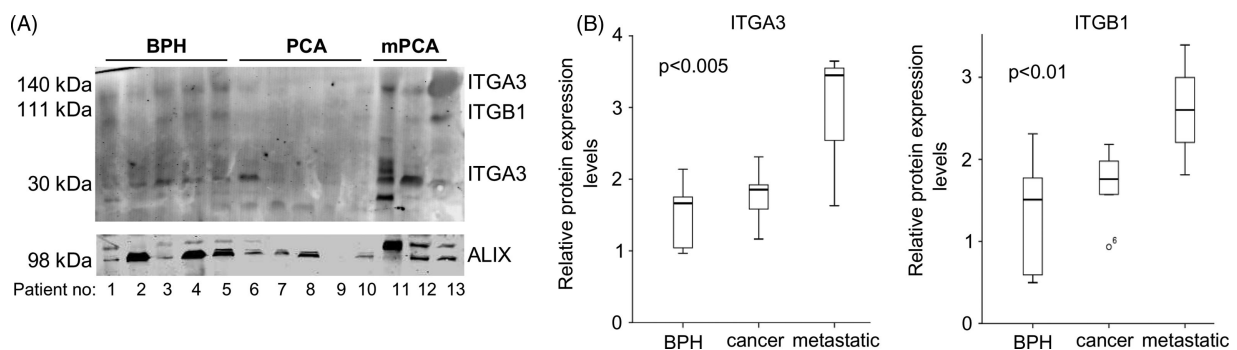 (A)
BPH PCA mPCA
140 kDa
111 kDa
30 kDa
98 kDa
ITGA3
ITGB1
ITGA3
ALIX
Patient no: 1 2 3 4 5 6 7 8 9 10 11 12 13
(B)
ITGA3
p<0.005
Relative protein expression
levels
4
3
2
1
0
BPH cancer metastatic
ITGB1
p<0.01
Relative protein expression
levels
3
2
1
0
6
BPH cancer metastatic